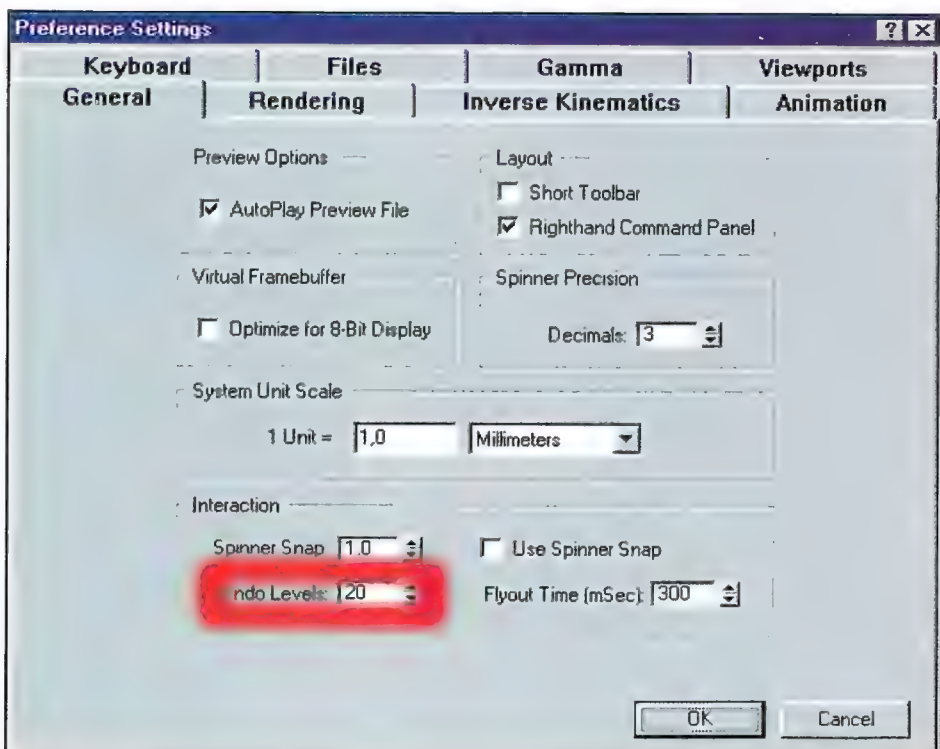 Preference Settings
Keyboard Files Gamma Viewports
General Rendering Inverse Kinematics Animation
Preview Options
AutoPlay Preview File
Layout
Short Toolbar
Righthand Command Panel
Virtual Framebuffer
Optimize for 8-Bit Display
Spinner Precision
Decimals: 3
System Unit Scale
1 Unit = 1,0 Millimeters
Interaction
Spinner Snap 1.0 Use Spinner Snap
ndo Levels: 20 Flyout Time (mSec): 300
OK Cancel